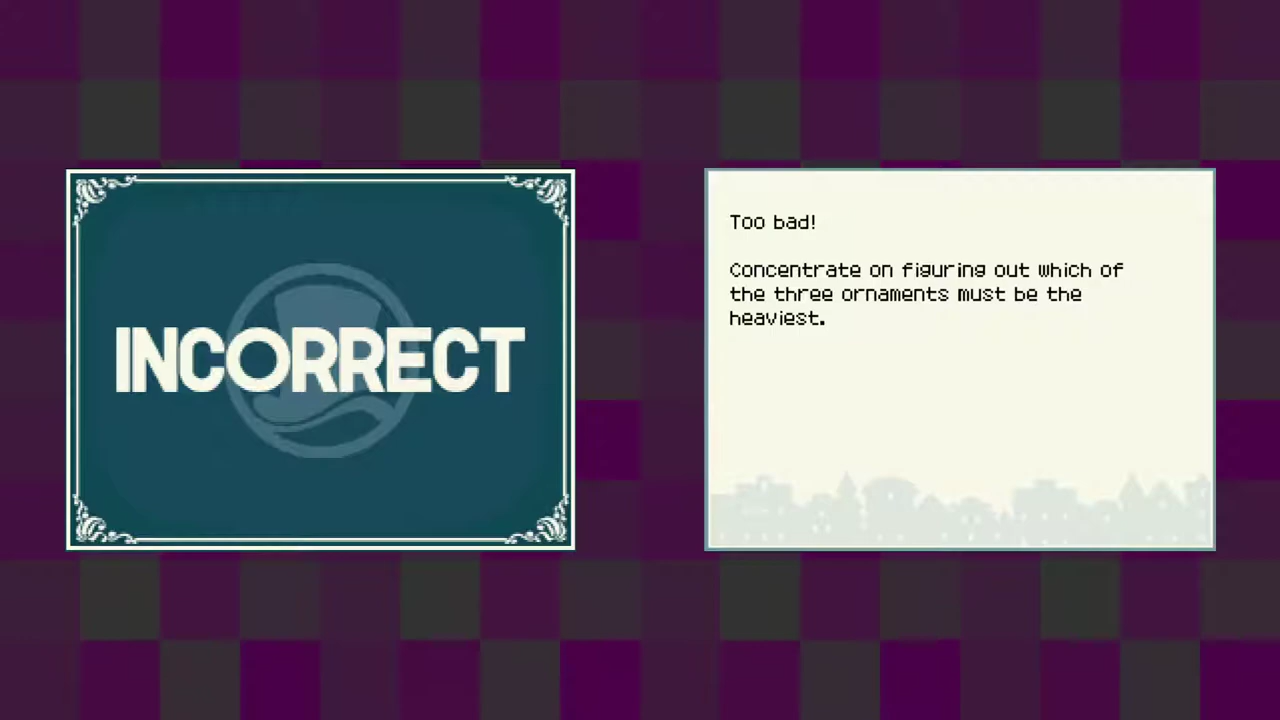 INCORRECT
Too bad!
Concentrate on figuring out which of
the three ornaments must be the
heaviest.